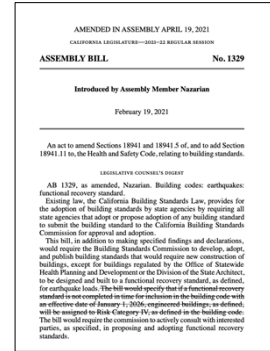 AMENDED IN ASSEMBLY APRIL 19, 2021
CALIFORNIA LEGISLATURE—2021–22 REGULAR SESSION
ASSEMBLY BILL No. 1329
Introduced by Assembly Member Nazarian
February 19, 2021
An act to amend Sections 18941 and 18941.5 of, and to add Section
18941.11 to, the Health and Safety Code, relating to building standards.
LEGISLATIVE COUNSEL'S DIGEST
AB 1329, as amended, Nazarian. Building codes: earthquakes:
functional recovery standard.
Existing law, the California Building Standards Law, provides for
the adoption of building standards by state agencies by requiring all
state agencies that adopt or propose adoption of any building standard
to submit the building standard to the California Building Standards
Commission for approval and adoption.
This bill, in addition to making specified findings and declarations,
would require the Building Standards Commission to develop, adopt,
and publish building standards that would require new construction of
buildings, except for buildings regulated by the Office of Statewide
Health Planning and Development or the Division of the State Architect,
to be designed and built to a functional recovery standard, as defined,
for earthquake loads. The bill would specify that if a functional recovery
standard is not completed in time for inclusion in the building code with
an effective date of January 1, 2026, engineered buildings, as defined,
will be assigned to Risk Category IV, as defined in the building code.
The bill would require the commission to actively consult with interested
parties, as specified, in proposing and adopting functional recovery
standards.